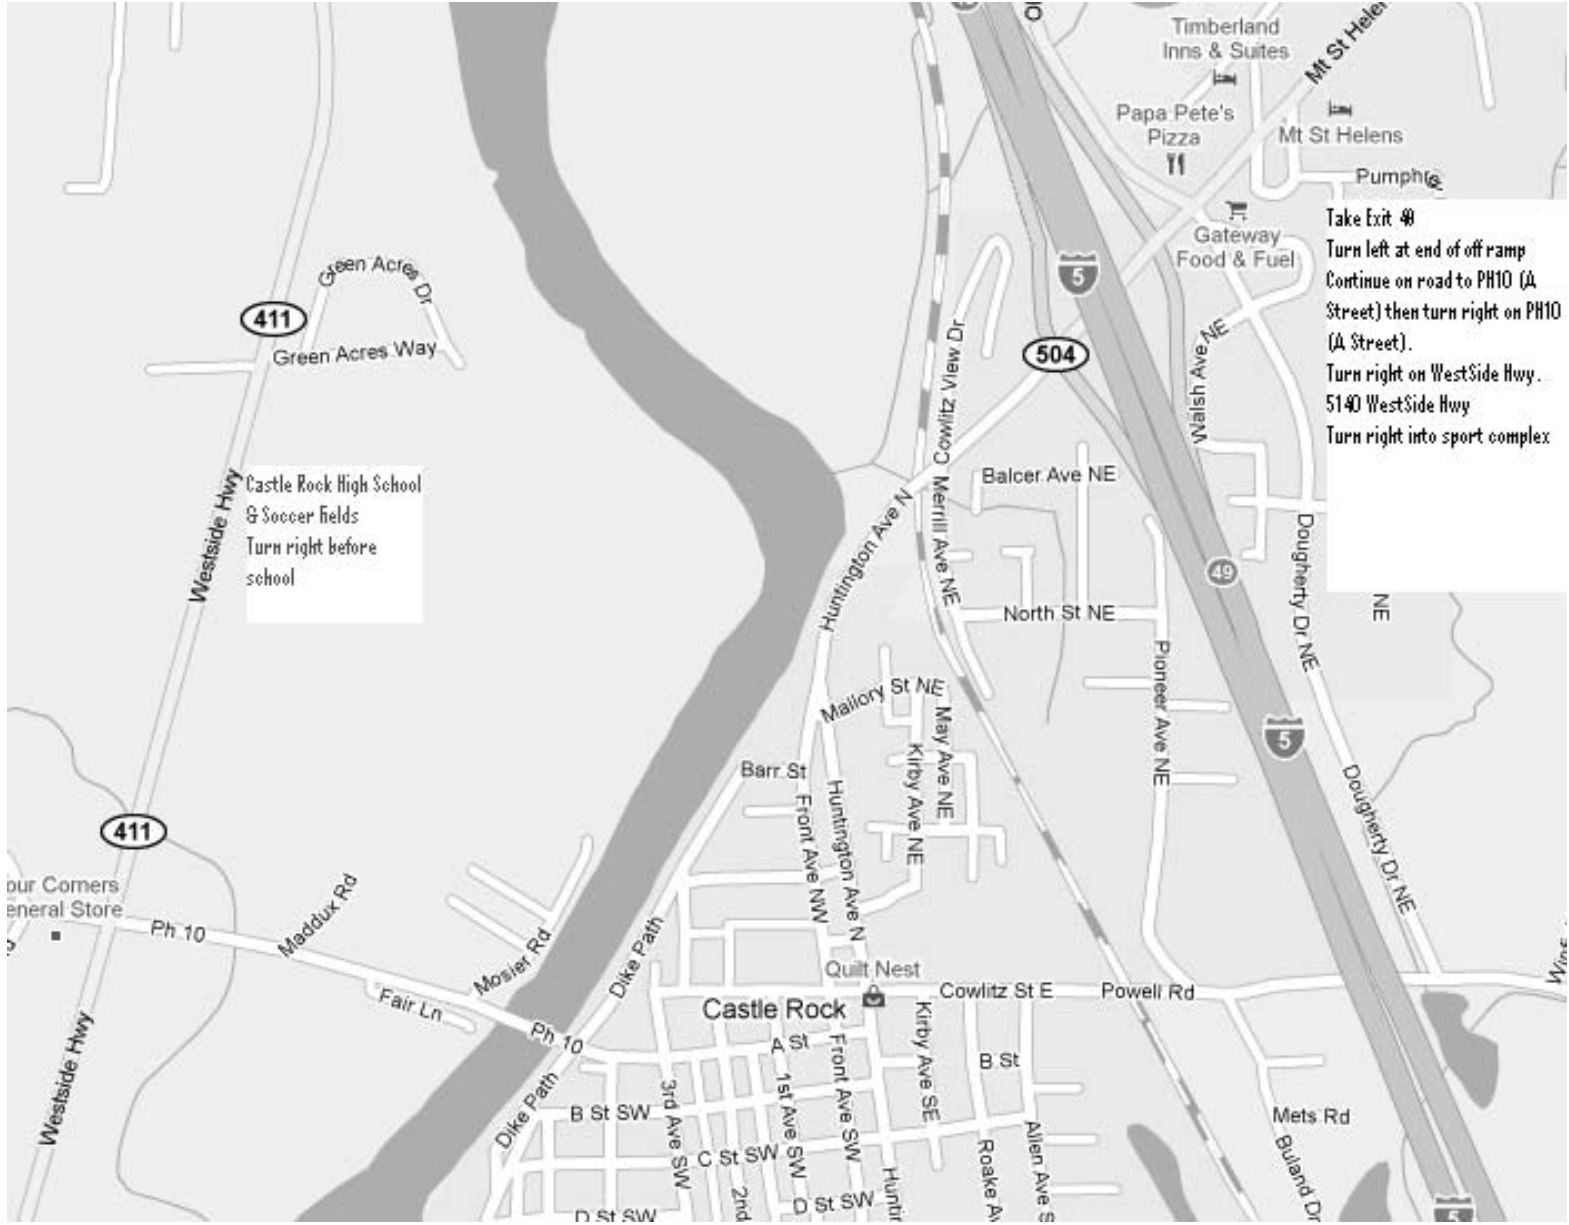 Timberland
Inns & Suites
Mt St Helen
Papa Pete's
Pizza
Mt St Helens
Pumphre
Take Exit 49
Turn left at end of off ramp
Continue on road to PH10 (A
Street) then turn right on PH10
(A Street).
Turn right on WestSide Hwy.
5140 WestSide Hwy
Turn right into sport complex
Gateway
Food & Fuel
5
Green Acres Dr
411
Green Acres Way
504
Cowlitz View Dr
Walsh Ave NE
Westside Hwy
Castle Rock High School
& Soccer fields
Turn right before
school
Balcer Ave NE
Huntington Ave N
Merrill Ave NE
49
Dougherty Dr NE
NE
North St NE
Pioneer Ave NE
Mallory St NE
May Ave NE
Kirby Ave NE
5
Barr St
Front Ave NW
Huntington Ave N
Dougherty Dr NE
411
our Corners
eneral Store
Ph 10
Maddux Rd
Mosier Rd
Fair Ln
Dike Path
Quilt Nest
Castle Rock
Cowlitz St E
Powell Rd
Ph 10
A St
Kirby Ave SE
B St
Westside Hwy
Dike Path
B St SW
3rd Ave SW
1st Ave SW
Front Ave SW
Mets Rd
C St SW
Roake Av
Allen Ave S
Buland Dr
2nd
D St SW
Huntin
D St SW
5